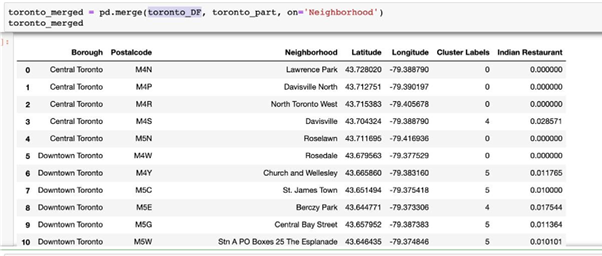 toronto_merged = pd.merge(toronto_DF, toronto_part, on='Neighborhood')
toronto_merged
]:
Borough Postalcode Neighborhood Latitude Longitude Cluster Labels Indian Restaurant
0 Central Toronto M4N Lawrence Park 43.728020 -79.388790 0 0.000000
1 Central Toronto M4P Davisville North 43.712751 -79.390197 0 0.000000
2 Central Toronto M4R North Toronto West 43.715383 -79.405678 0 0.000000
3 Central Toronto M4S Davisville 43.704324 -79.388790 4 0.028571
4 Central Toronto M5N Roselawn 43.711695 -79.416936 0 0.000000
5 Downtown Toronto M4W Rosedale 43.679563 -79.377529 0 0.000000
6 Downtown Toronto M4Y Church and Wellesley 43.665860 -79.383160 5 0.011765
7 Downtown Toronto M5C St. James Town 43.651494 -79.375418 5 0.010000
8 Downtown Toronto M5E Berczy Park 43.644771 -79.373306 4 0.017544
9 Downtown Toronto M5G Central Bay Street 43.657952 -79.387383 5 0.011364
10 Downtown Toronto M5W Stn A PO Boxes 25 The Esplanade 43.646435 -79.374846 5 0.010101